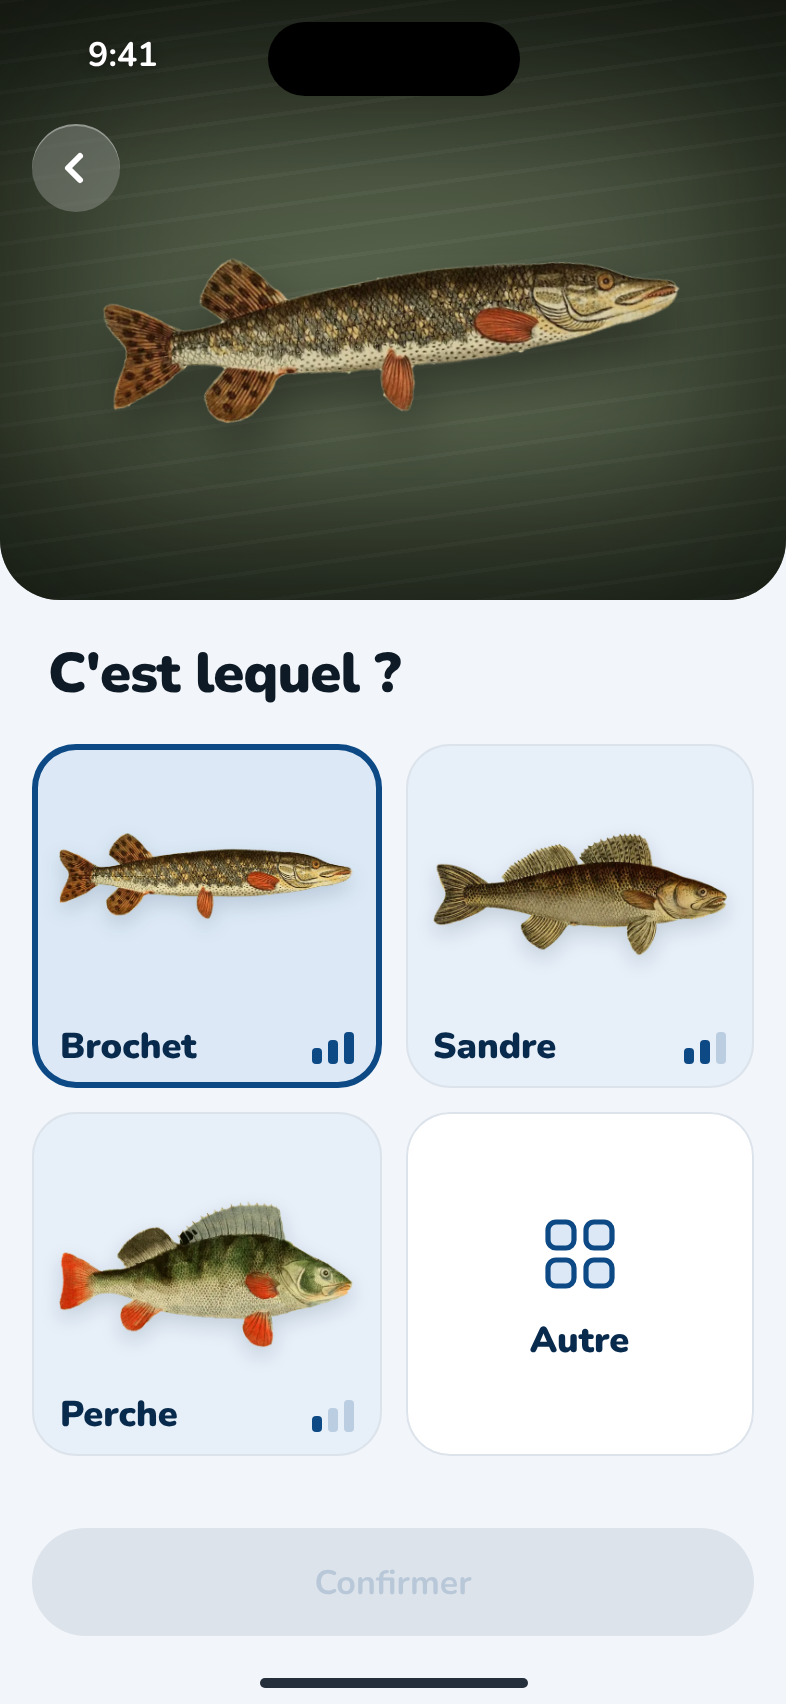 9:41
C'est lequel ?
Brochet
Sandre
Perche
Autre
Confirmer